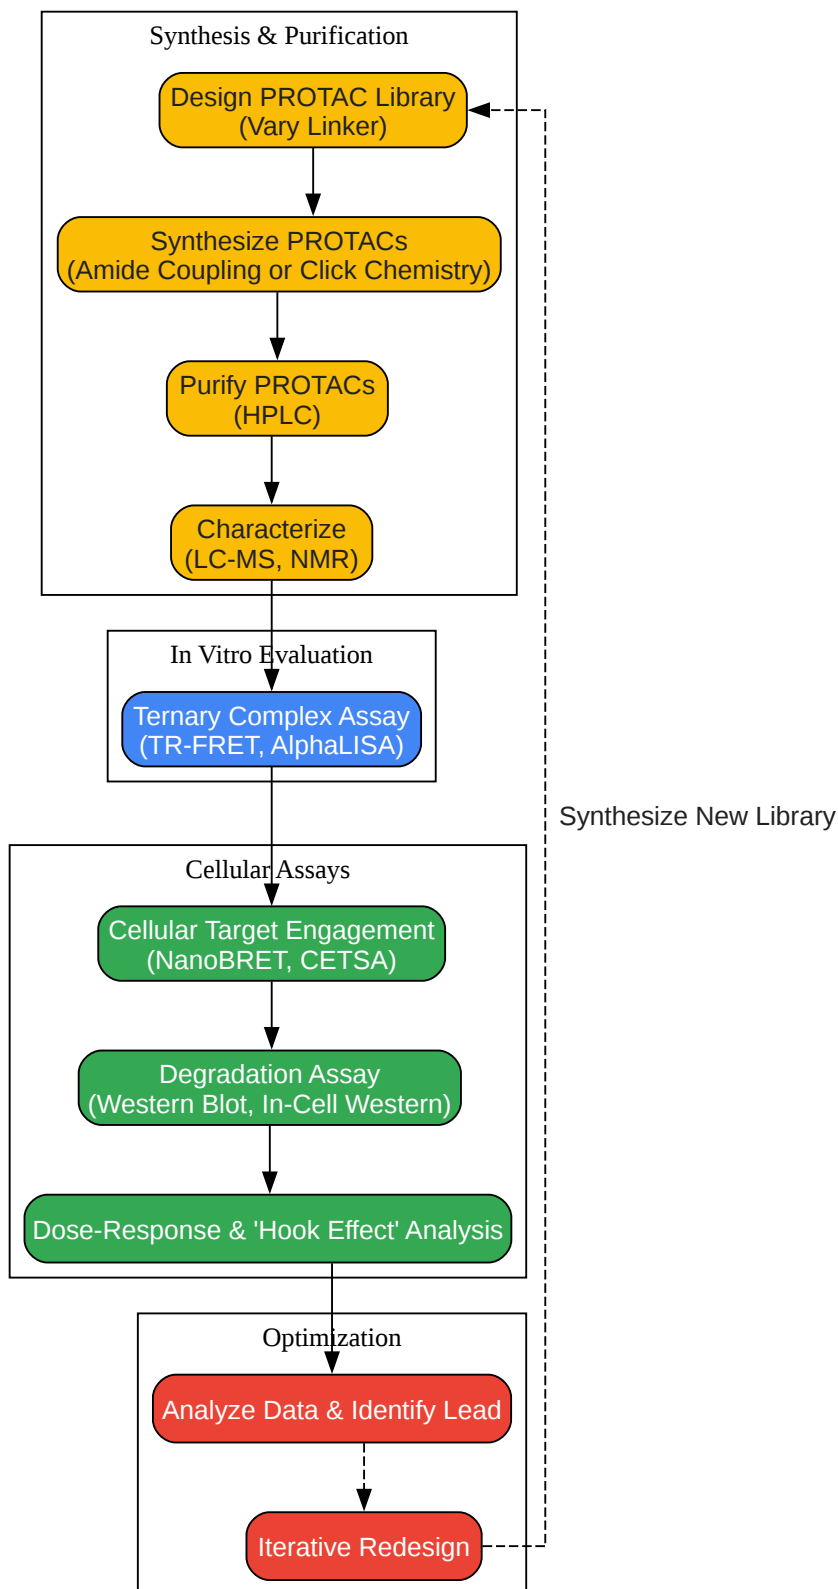 Synthesis & Purification
Design PROTAC Library
(Vary Linker)
Synthesize PROTACs
(Amide Coupling or Click Chemistry)
Purify PROTACs
(HPLC)
Characterize
(LC-MS, NMR)
In Vitro Evaluation
Ternary Complex Assay
(TR-FRET, AlphaLISA)
Synthesize New Library
Cellular Assays
Cellular Target Engagement
(NanoBRET, CETSA)
Degradation Assay
(Western Blot, In-Cell Western)
Dose-Response & 'Hook Effect' Analysis
Optimization
Analyze Data & Identify Lead
Iterative Redesign